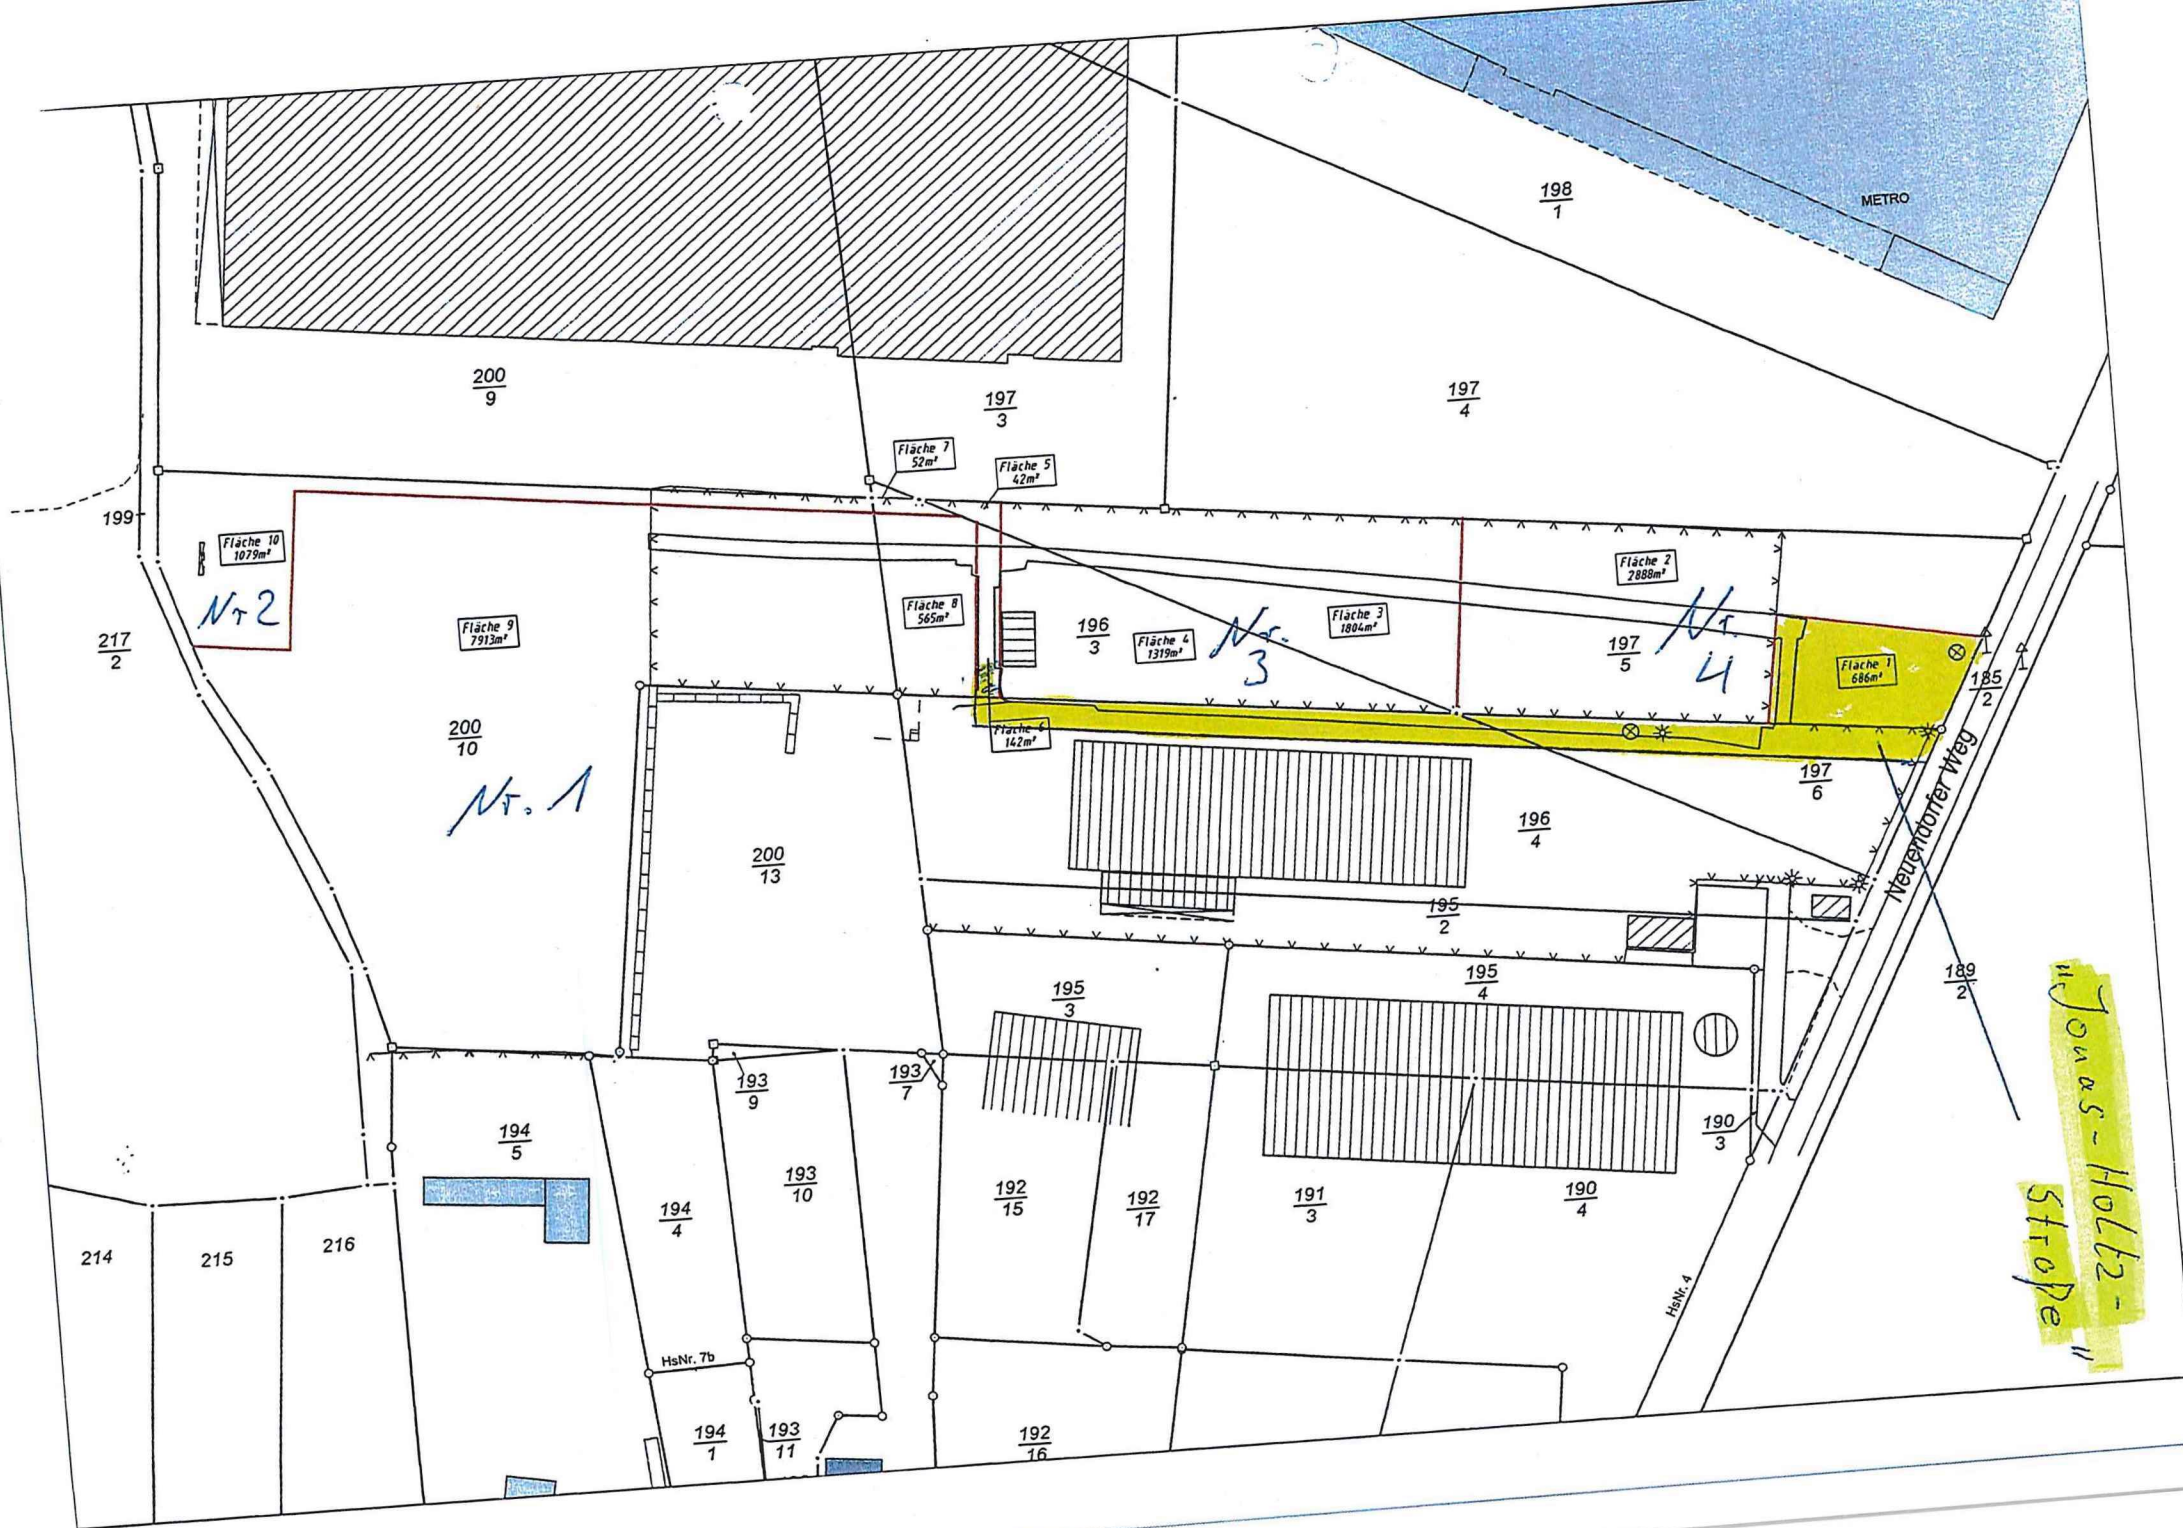 METRO
198
1
200
9
197
3
197
4
Fläche 7
52m²
Fläche 5
42m²
199
Fläche 10
1079m²
Nr 2
217
2
Fläche 9
7913m²
Fläche 8
565m²
196
3
Fläche 4
1319m²
Nr.
3
Fläche 3
1804m²
Fläche 2
2888m²
197
5
Nr.
4
Fläche 1
686m²
185
2
200
10
Nr. 1
Fläche 6
142m²
197
6
Neuendorfer Weg
196
4
200
13
195
2
195
3
195
4
189
2
"Jonas-Holtz-
Straße"
193
9
193
7
190
3
194
5
193
10
194
4
192
15
192
17
191
3
190
4
214
215
216
HsNr. 4
HsNr. 7b
194
1
193
11
192
16